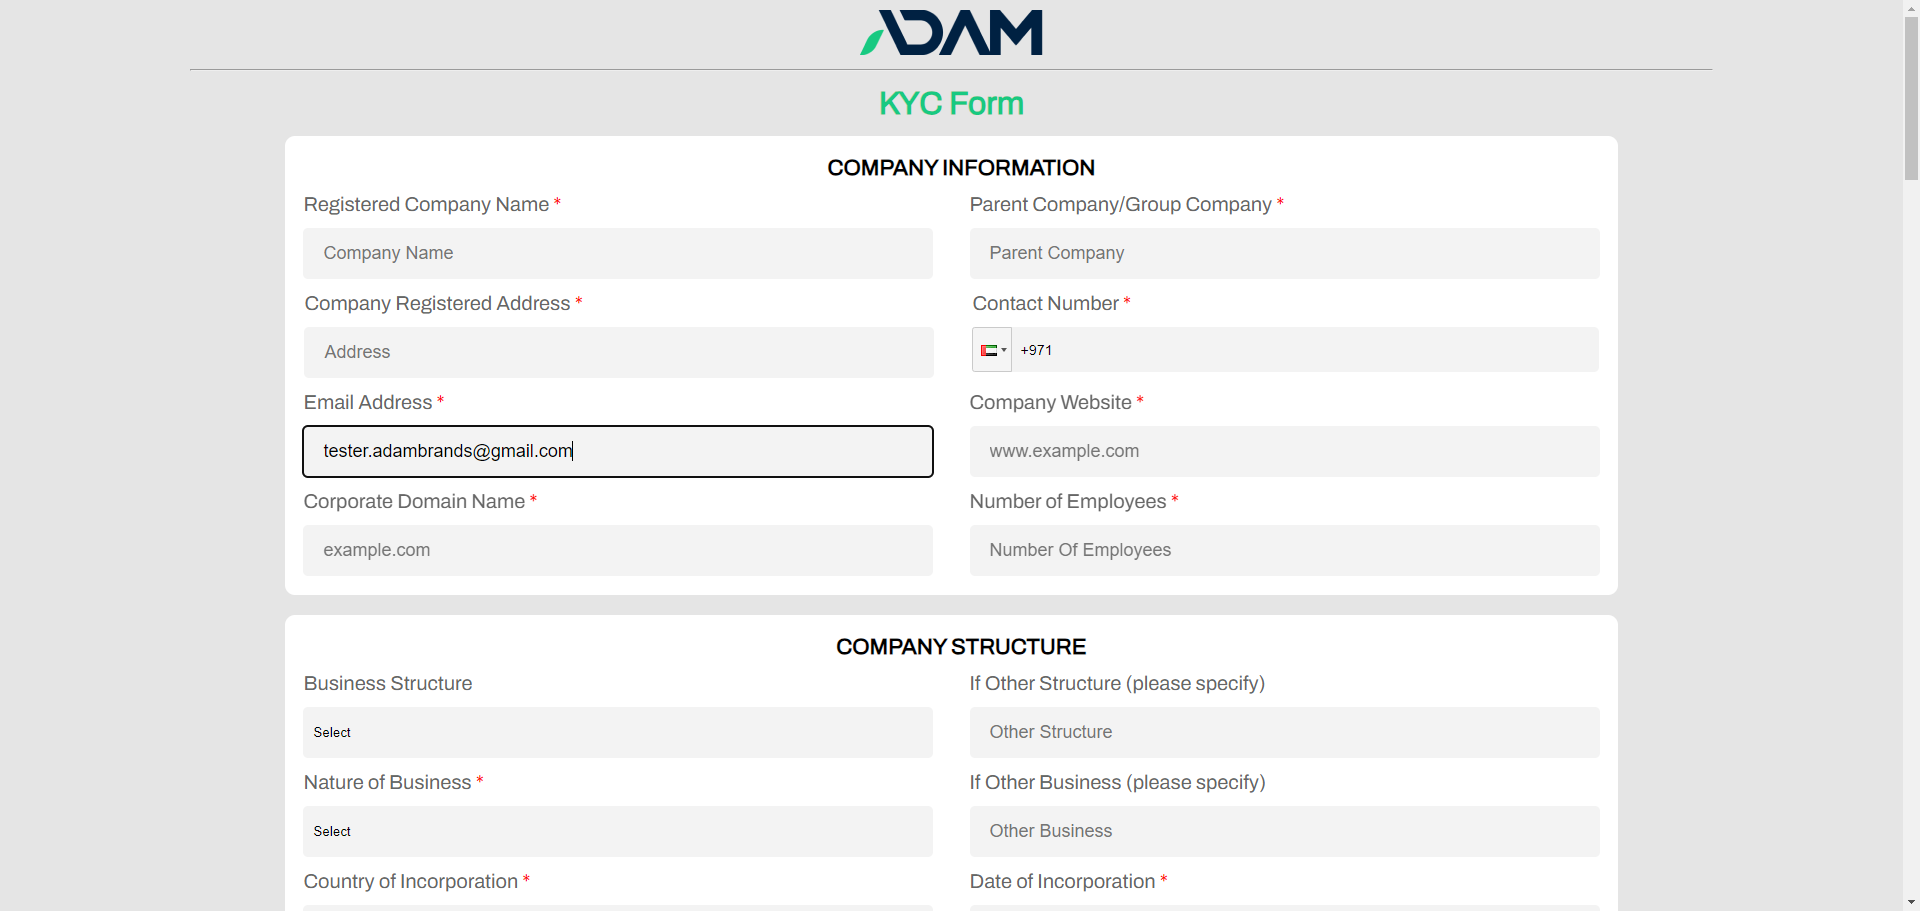 ADAM
KYC Form
COMPANY INFORMATION
Registered Company Name *
Parent Company/Group Company *
Company Name
Parent Company
Company Registered Address *
Contact Number *
Address
+971
Email Address *
Company Website *
tester.adambrands@gmail.com
www.example.com
Corporate Domain Name *
Number of Employees *
example.com
Number Of Employees
COMPANY STRUCTURE
Business Structure
If Other Structure (please specify)
Select
Other Structure
Nature of Business *
If Other Business (please specify)
Select
Other Business
Country of Incorporation *
Date of Incorporation *